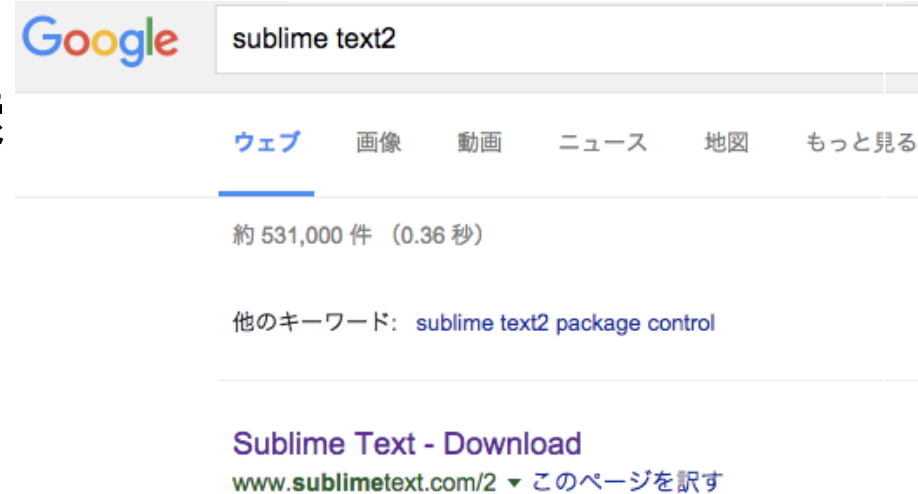 Google sublime text2
ウェブ 画像 動画 ニュース 地図 もっと見る
約 531,000 件 （0.36 秒）
他のキーワード: sublime text2 package control
Sublime Text - Download
www.sublimetext.com/2 ▼ このページを訳す